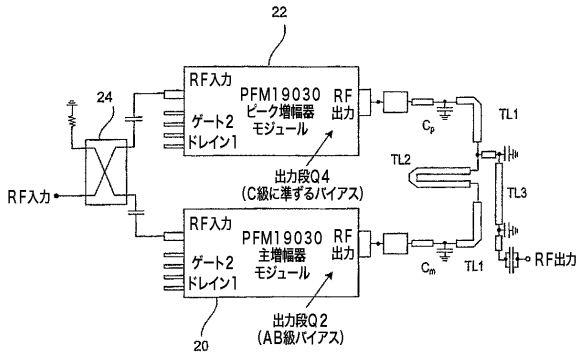 22
RF入力
PFM19030
ピーク増幅器
モジュール
RF
出力
ゲート2
ドレイン1
24
RF入力
Cp
TL1
出力段Q4
(C級に準ずるバイアス)
TL2
TL3
RF入力
PFM19030
主増幅器
モジュール
RF
出力
ゲート2
ドレイン1
Cm
TL1
RF出力
20
出力段Q2
(AB級バイアス)